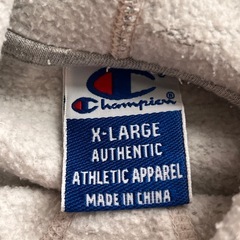 Champion
X-LARGE
AUTHENTIC
ATHLETIC APPAREL
MADE IN CHINA